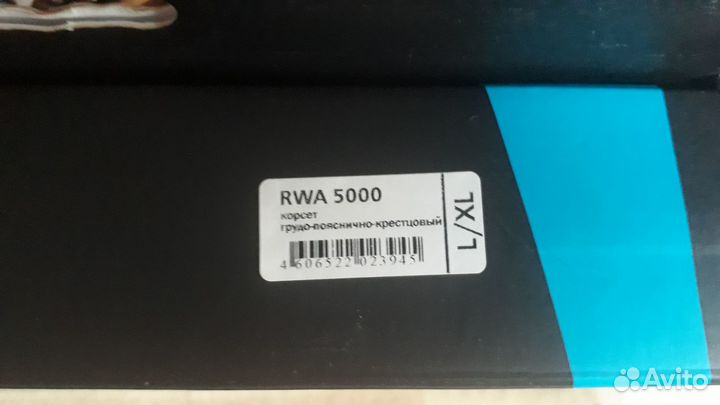 RWA 5000
корсет
грудо-пояснично-крестцовый
4 606522 023945
L/XL
Avito